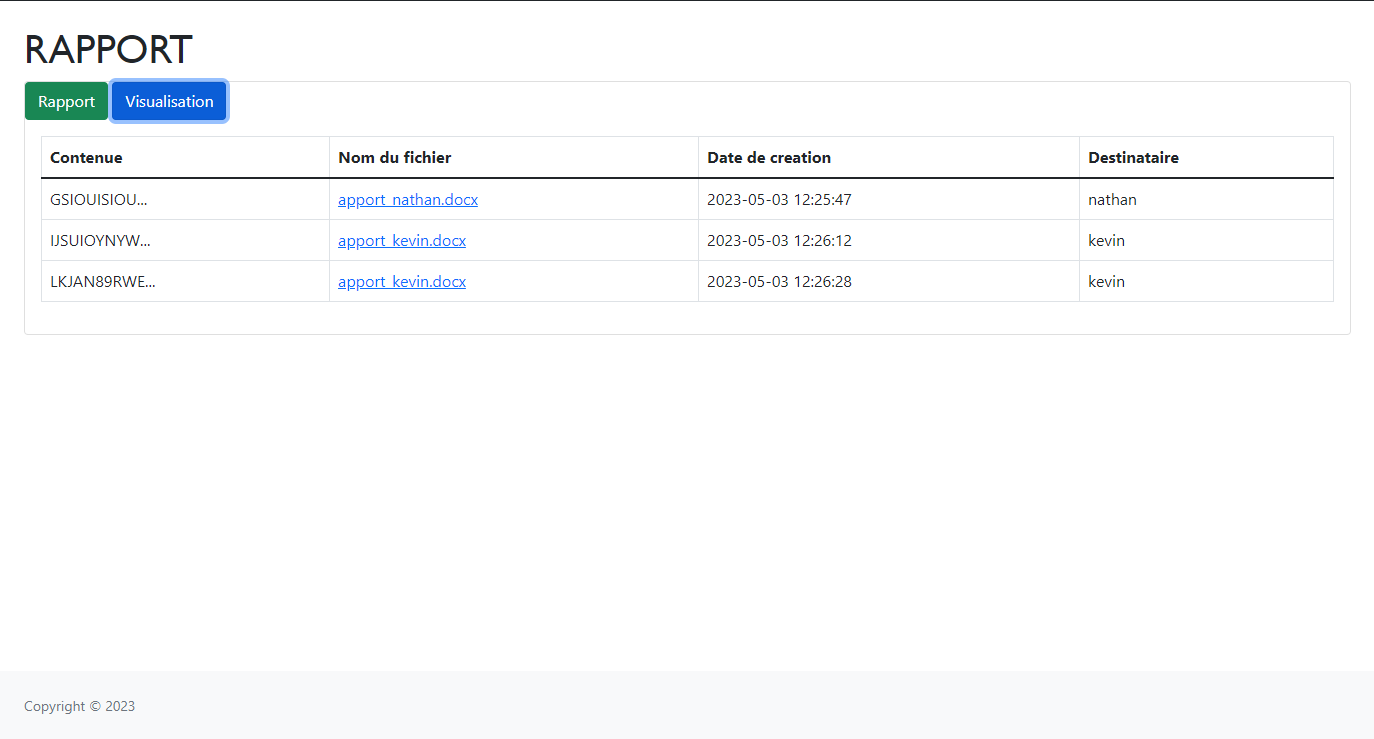 RAPPORT
Rapport Visualisation
Contenue Nom du fichier Date de creation Destinataire
GSIOUISIOU... apport_nathan.docx 2023-05-03 12:25:47 nathan
IJSUIOYNYW... apport_kevin.docx 2023-05-03 12:26:12 kevin
LKJAN89RWE... apport_kevin.docx 2023-05-03 12:26:28 kevin
Copyright © 2023